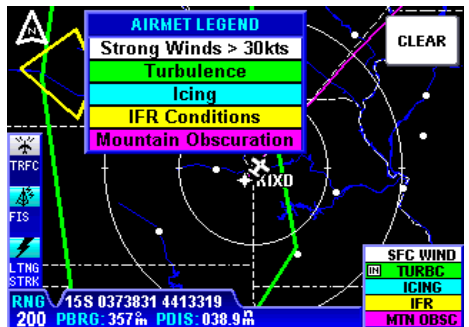 AIRMET LEGEND
Strong Winds > 30kts
Turbulence
Icing
IFR Conditions
Mountain Obscuration
CLEAR
N
TRFC
FIS
LTNG
STRK
KIXD
SFC WIND
IN TURBC
ICING
IFR
MTN OBSC
RNG 15S 0373831 4413319
200 PBRG:357°m PDIS:038.9nm